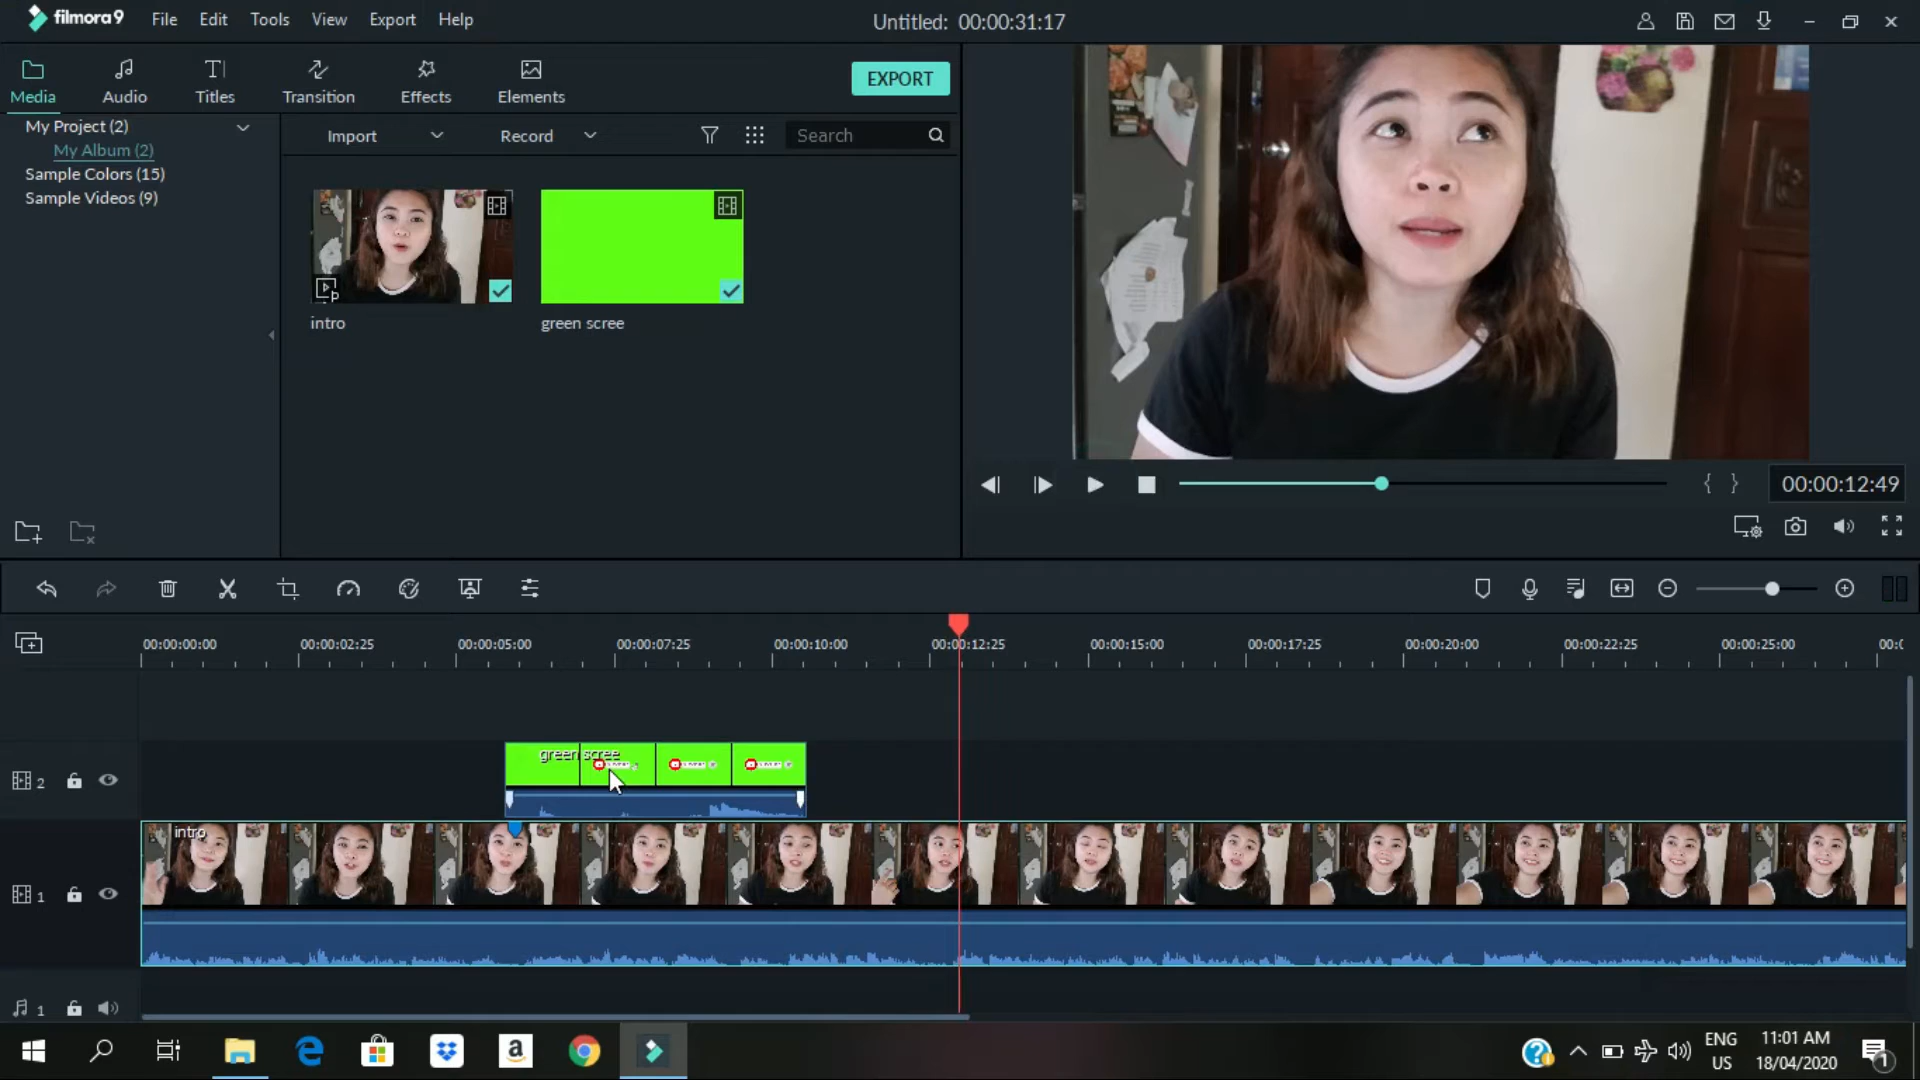 filmora9 File Edit Tools View Export Help Untitled: 00:00:31:17
Media Audio Titles Transition Effects Elements EXPORT
My Project (2) Import Record Search
My Album (2)
Sample Colors (15)
Sample Videos (9)
intro green scree
00:00:12:49
00:00:00:00 00:00:02:25 00:00:05:00 00:00:07:25 00:00:10:00 00:00:12:25 00:00:15:00 00:00:17:25 00:00:20:00 00:00:22:25 00:00:25:00 00:0
green scree
2
intro
1
1
ENG 11:01 AM
US 18/04/2020 1